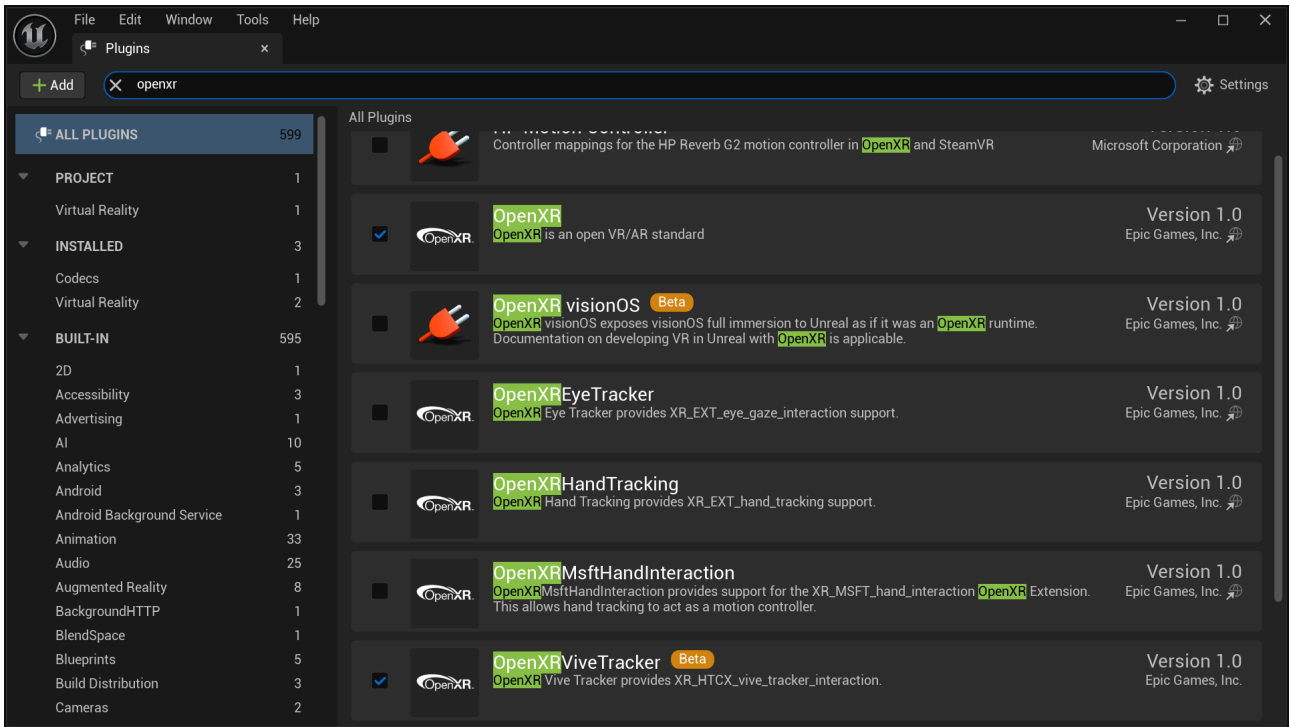 File Edit Window Tools Help
Plugins
Add
openxr
Settings
ALL PLUGINS 599
PROJECT 1
Virtual Reality 1
INSTALLED 3
Codecs 1
Virtual Reality 2
BUILT-IN 595
2D 1
Accessibility 3
Advertising 1
AI 10
Analytics 5
Android 3
Android Background Service 1
Animation 33
Audio 25
Augmented Reality 8
BackgroundHTTP 1
BlendSpace 1
Blueprints 5
Build Distribution 3
Cameras 2
All Plugins
Controller mappings for the HP Reverb G2 motion controller in OpenXR and SteamVR
Microsoft Corporation
OpenXR.
OpenXR
OpenXR is an open VR/AR standard
Version 1.0
Epic Games, Inc.
OpenXR visionOS Beta
OpenXR visionOS exposes visionOS full immersion to Unreal as if it was an OpenXR runtime.
Documentation on developing VR in Unreal with OpenXR is applicable.
Version 1.0
Epic Games, Inc.
OpenXR.
OpenXREyeTracker
OpenXR Eye Tracker provides XR_EXT_eye_gaze_interaction support.
Version 1.0
Epic Games, Inc.
OpenXR.
OpenXRHandTracking
OpenXR Hand Tracking provides XR_EXT_hand_tracking support.
Version 1.0
Epic Games, Inc.
OpenXR.
OpenXRMsftHandInteraction
OpenXRMsftHandInteraction provides support for the XR_MSFT_hand_interaction OpenXR Extension.
This allows hand tracking to act as a motion controller.
Version 1.0
Epic Games, Inc.
OpenXR.
OpenXRViveTracker Beta
OpenXR Vive Tracker provides XR_HTCX_vive_tracker_interaction.
Version 1.0
Epic Games, Inc.